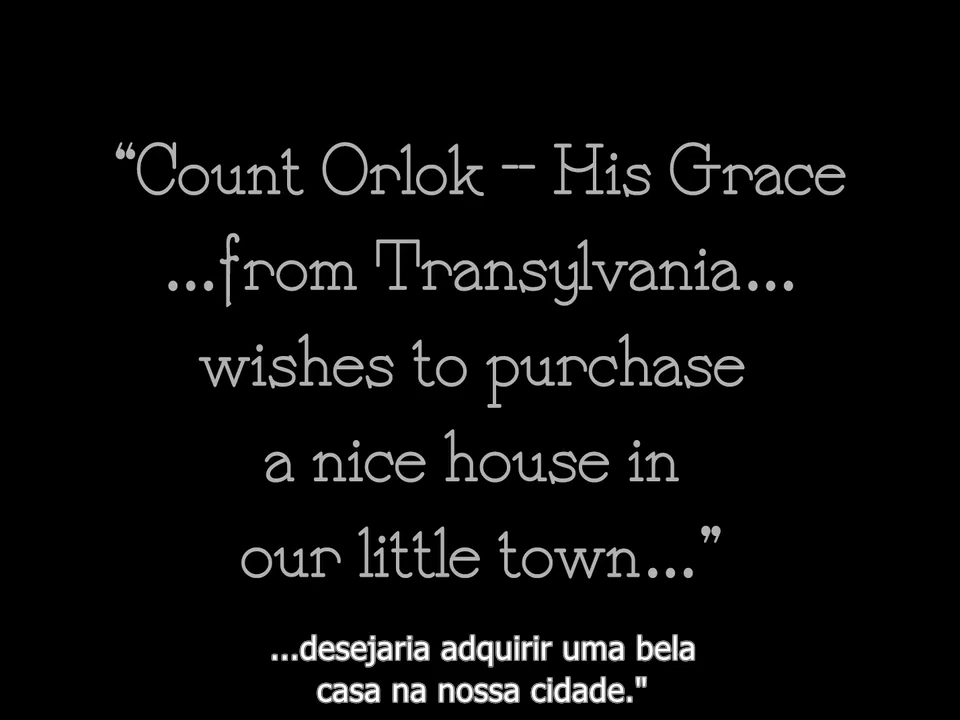 “Count Orlok -- His Grace
...from Transylvania...
wishes to purchase
a nice house in
our little town...”
...desejaria adquirir uma bela
casa na nossa cidade."